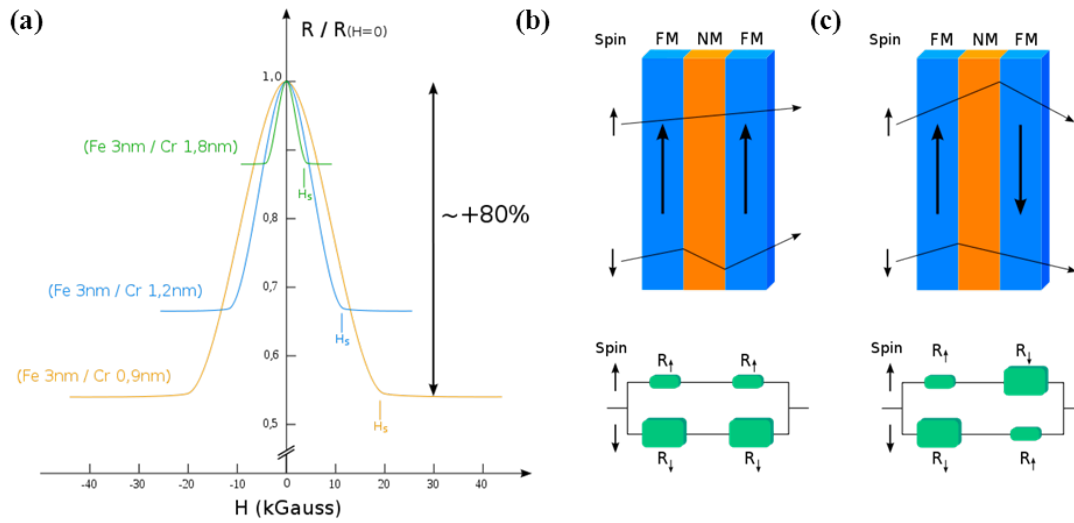 (a)
R / R(H=0)
1,0
0,8
0,7
0,6
0,5
(Fe 3nm / Cr 1,8nm)
Hs
~+80%
(Fe 3nm / Cr 1,2nm)
Hs
(Fe 3nm / Cr 0,9nm)
Hs
-40 -30 -20 -10 0 10 20 30 40
H (kGauss)
(b)
Spin FM NM FM
Spin
R↑ R↑
R↓ R↓
(c)
Spin FM NM FM
Spin
R↑ R↓
R↓ R↑